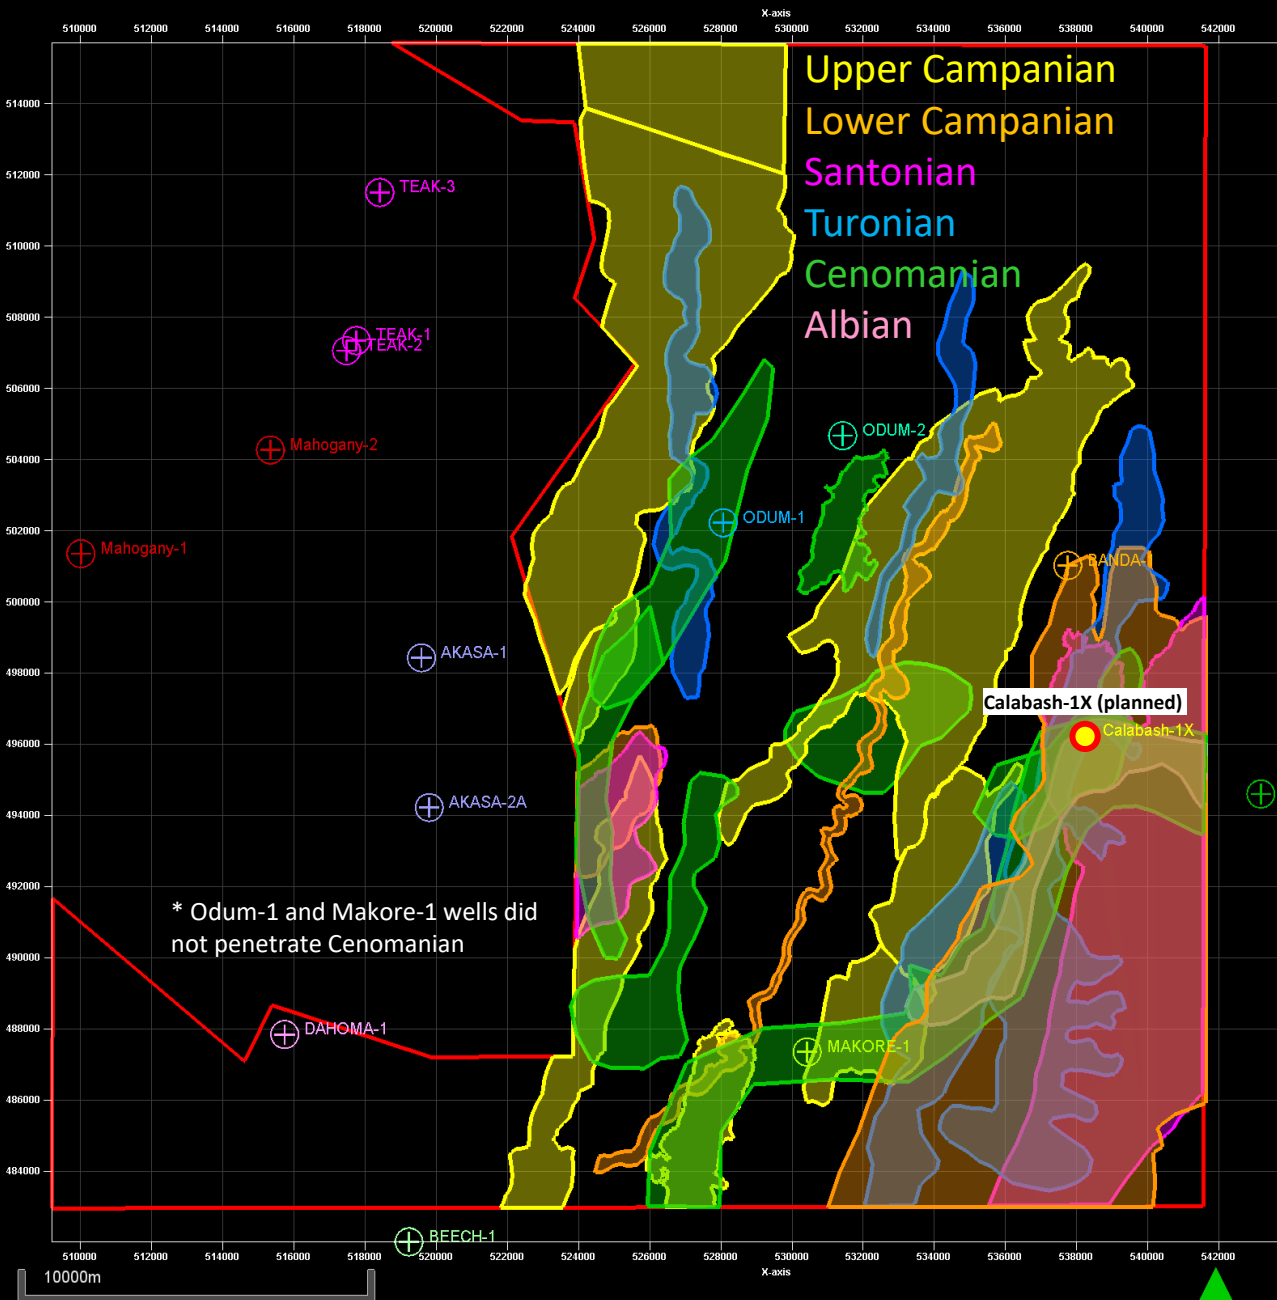 X-axis
510000 512000 514000 516000 518000 520000 522000 524000 526000 528000 530000 532000 534000 536000 538000 540000 542000
Upper Campanian
514000
Lower Campanian
Santonian
512000
TEAK-3
Turonian
510000
Cenomanian
508000
Albian
TEAK-1
TEAK-2
506000
ODUM-2
Mahogany-2
504000
ODUM-1
502000
Mahogany-1
BANDA-1
500000
AKASA-1
498000
Calabash-1X (planned)
Calabash-1X
496000
AKASA-2A
494000
492000
* Odum-1 and Makore-1 wells did
not penetrate Cenomanian
490000
DAHOMA-1
488000
MAKORE-1
486000
484000
BEECH-1
510000 512000 514000 516000 518000 520000 522000 524000 526000 528000 530000 532000 534000 536000 538000 540000 542000
X-axis
10000m